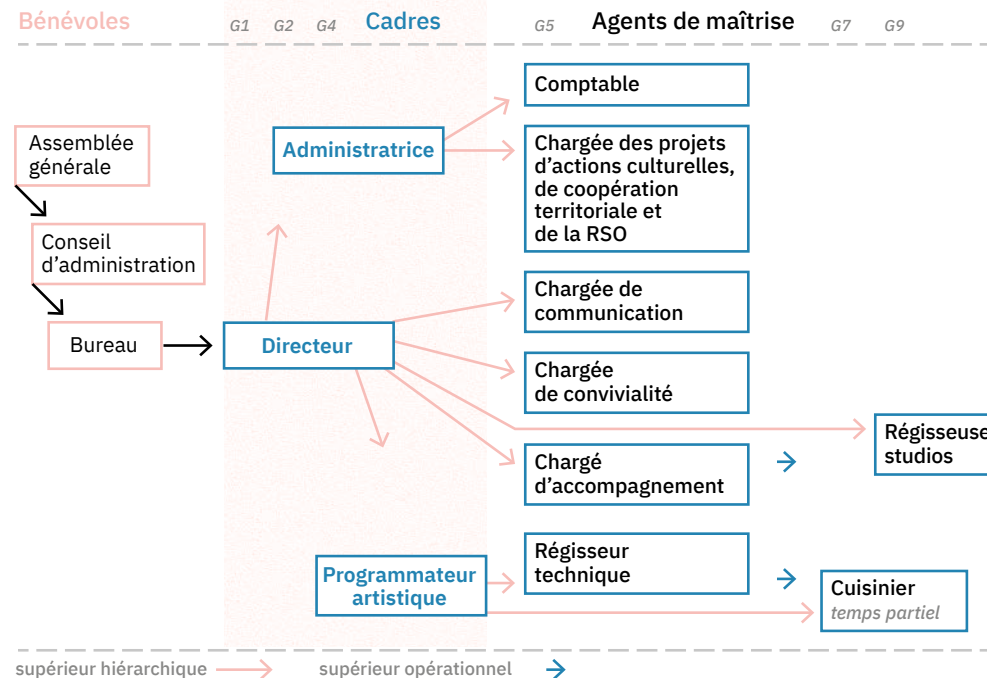 Bénévoles
G1 G2 G4 Cadres
G5 Agents de maîtrise G7 G9
Comptable
Assemblée
générale
Administratrice
Chargée des projets
d’actions culturelles,
de coopération
territoriale et
de la RSO
Conseil
d’administration
Chargée de
communication
Bureau
Directeur
Chargée
de convivialité
Régisseuse
studios
Chargé
d’accompagnement
Régisseur
technique
Programmateur
artistique
Cuisinier
temps partiel
supérieur hiérarchique
supérieur opérationnel